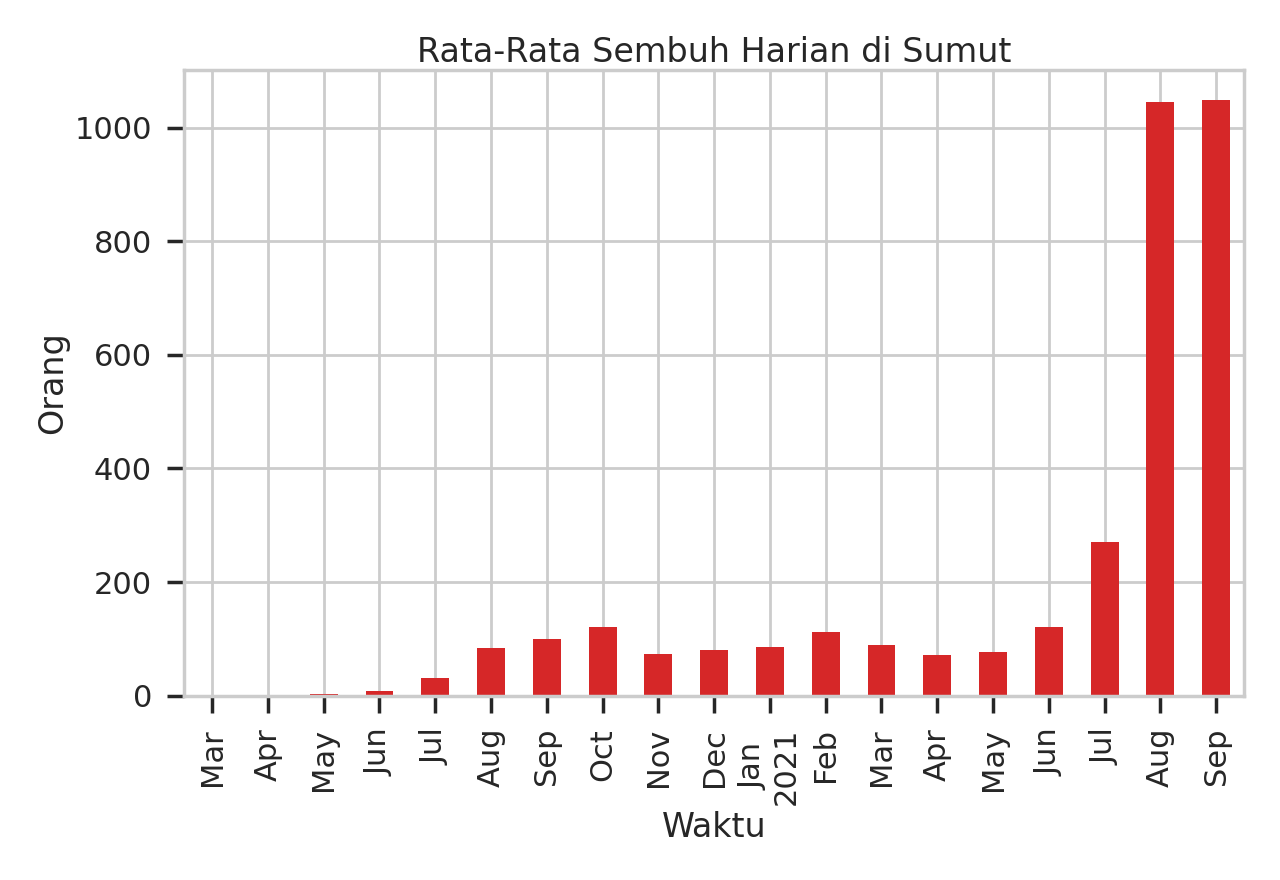 Rata-Rata Sembuh Harian di Sumut
Orang
1000
800
600
400
200
0
Mar
Apr
May
Jun
Jul
Aug
Sep
Oct
Nov
Dec
Jan
2021
Feb
Mar
Apr
May
Jun
Jul
Aug
Sep
Waktu